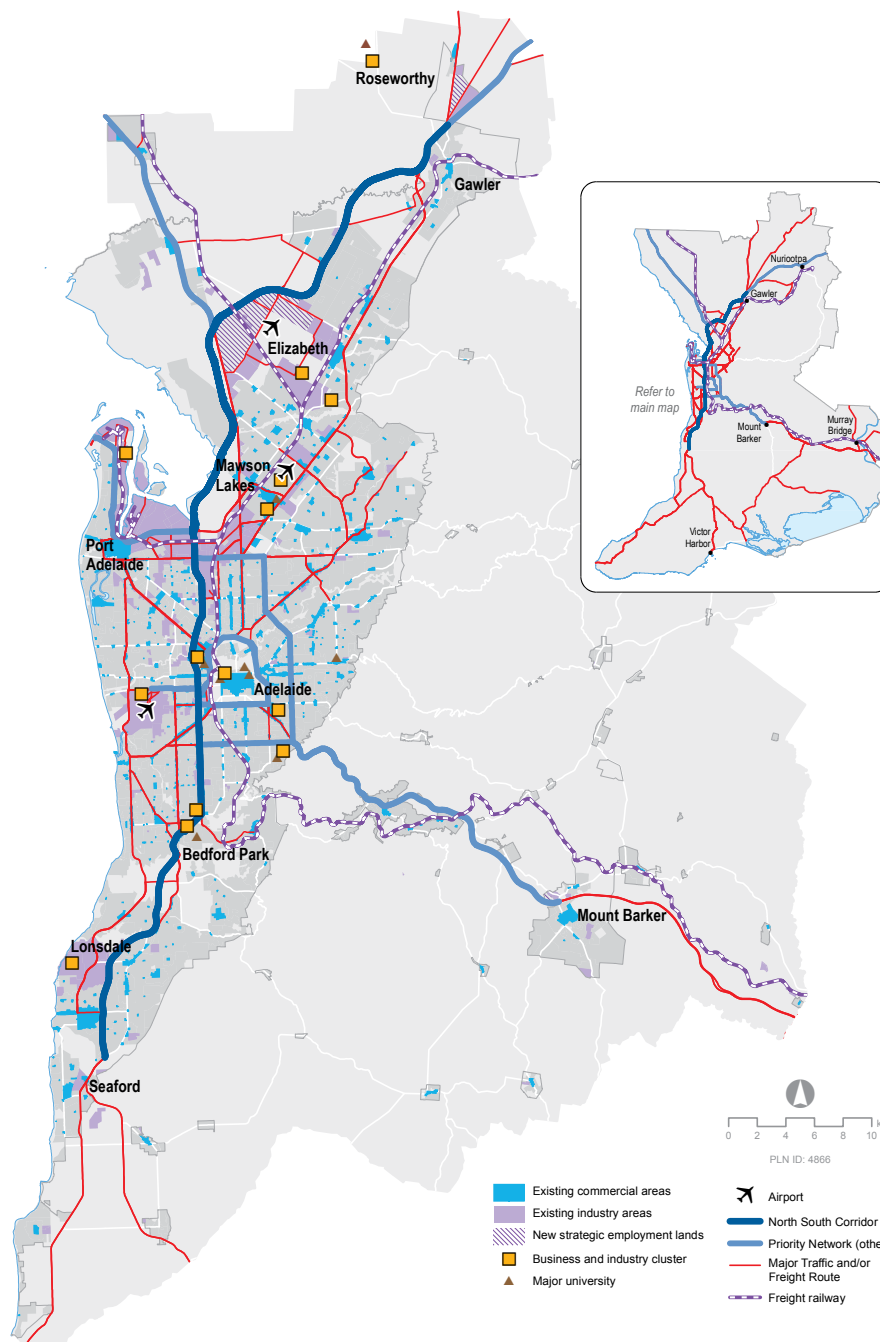 Roseworthy
Gawler
Elizabeth
Mawson
Lakes
Port
Adelaide
Adelaide
Bedford Park
Mount Barker
Lonsdale
Seaford
Nuriootpa
Gawler
Refer to
main map
Mount
Barker
Murray
Bridge
Victor
Harbor
0 2 4 6 8 10 k
PLN ID: 4866
Existing commercial areas
Existing industry areas
New strategic employment lands
Business and industry cluster
Major university
Airport
North South Corridor
Priority Network (othe
Major Traffic and/or
Freight Route
Freight railway